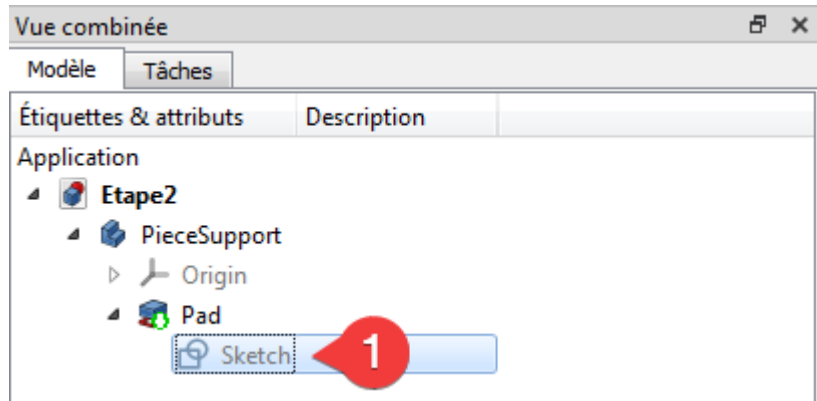 Vue combinée
Modèle Tâches
Étiquettes & attributs Description
Application
Etape2
PieceSupport
Origin
Pad
Sketch 1